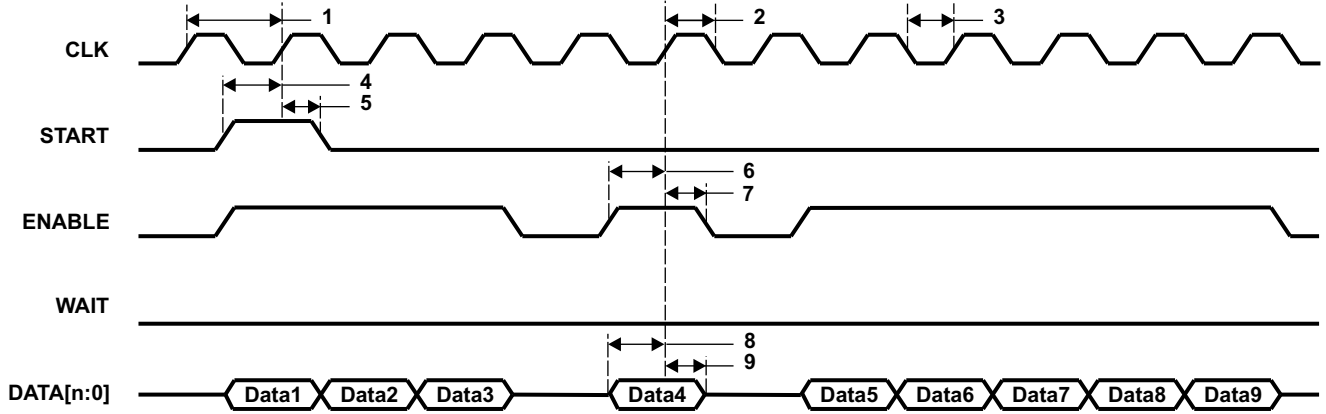 1
2
3
CLK
4
5
START
6
7
ENABLE
WAIT
8
9
DATA[n:0]
Data1 Data2 Data3 Data4 Data5 Data6 Data7 Data8 Data9